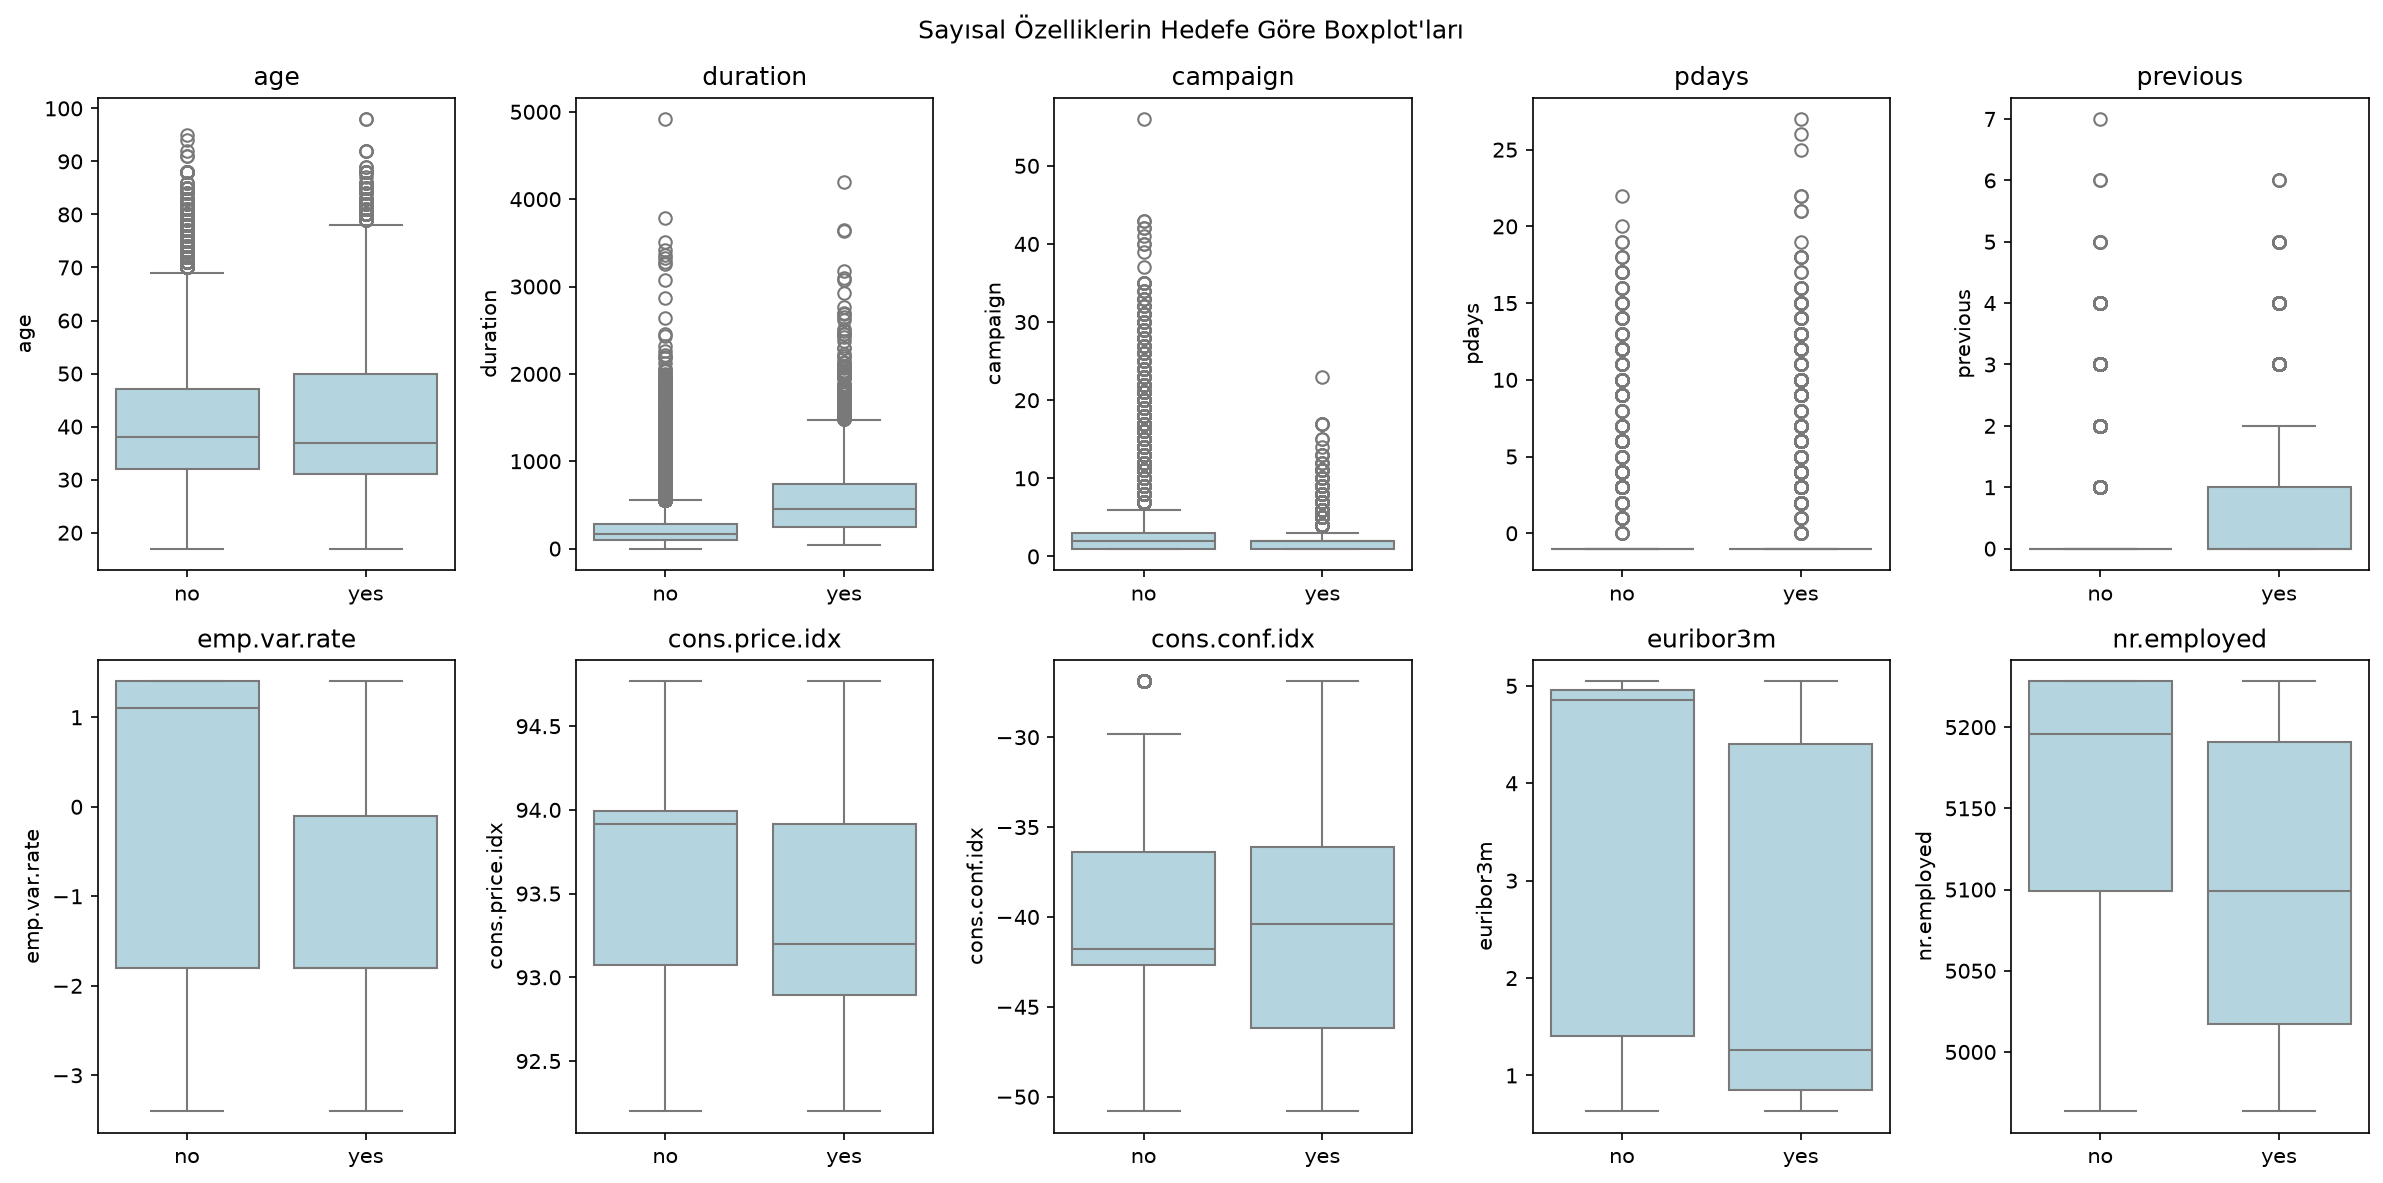 Sayısal Özelliklerin Hedefe Göre Boxplot'ları
age
duration
campaign
pdays
previous
age
100
90
80
70
60
50
40
30
20
no yes
duration
5000
4000
3000
2000
1000
0
no yes
campaign
50
40
30
20
10
0
no yes
pdays
25
20
15
10
5
0
no yes
previous
7
6
5
4
3
2
1
0
no yes
emp.var.rate
cons.price.idx
cons.conf.idx
euribor3m
nr.employed
emp.var.rate
1
0
−1
−2
−3
no yes
cons.price.idx
94.5
94.0
93.5
93.0
92.5
no yes
cons.conf.idx
−30
−35
−40
−45
−50
no yes
euribor3m
5
4
3
2
1
no yes
nr.employed
5200
5150
5100
5050
5000
no yes